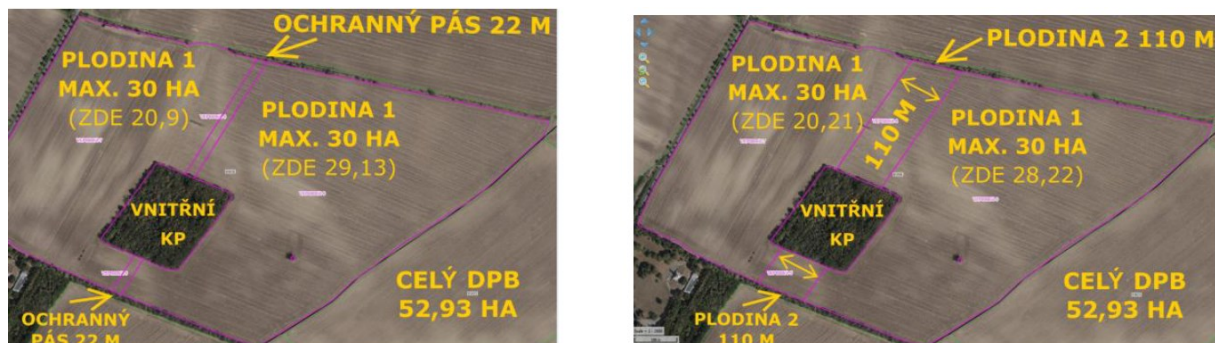 OCHRANNÝ PÁS 22 M
PLODINA 1
MAX. 30 HA
(ZDE 20,9)
PLODINA 1
MAX. 30 HA
(ZDE 29,13)
VNITŘNÍ
KP
CELÝ DPB
52,93 HA
OCHRANNÝ
PÁS 22 M
PLODINA 2 110 M
PLODINA 1
MAX. 30 HA
(ZDE 20,21)
110 M
PLODINA 1
MAX. 30 HA
(ZDE 28,22)
VNITŘNÍ
KP
CELÝ DPB
52,93 HA
PLODINA 2
110 M